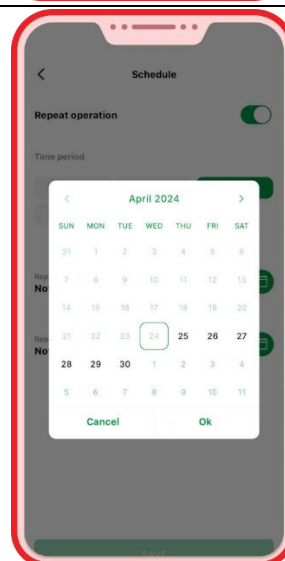 Schedule
Repeat operation
Time period
April 2024
SUN MON TUE WED THU FRI SAT
31 1 2 3 4 5 6
7 8 9 10 11 12 13
14 15 16 17 18 19 20
21 22 23 24 25 26 27
28 29 30 1 2 3 4
5 6 7 8 9 10 11
Cancel Ok
SAVE